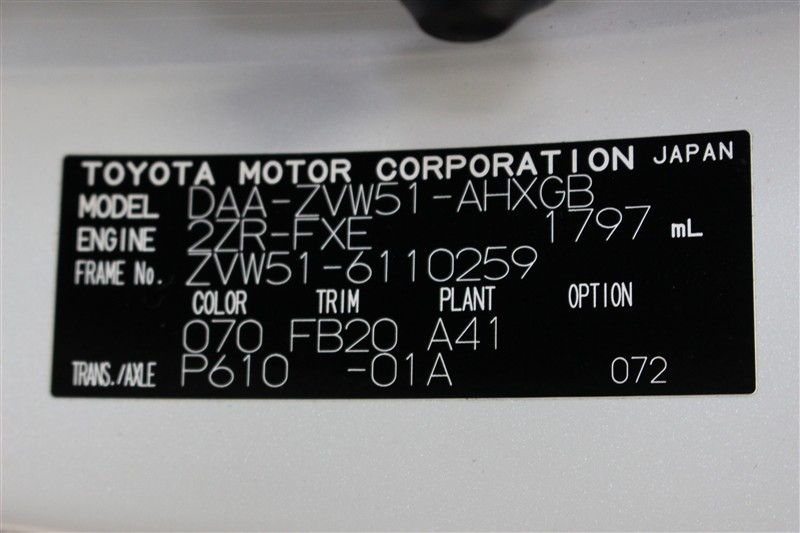 TOYOTA MOTOR CORPORATION JAPAN
MODEL DAA-ZVW51-AHXGB
ENGINE 2ZR-FXE 1797 mL
FRAME No. ZVW51-6110259
COLOR TRIM PLANT OPTION
070 FB20 A41
TRANS./AXLE P610 -01A 072